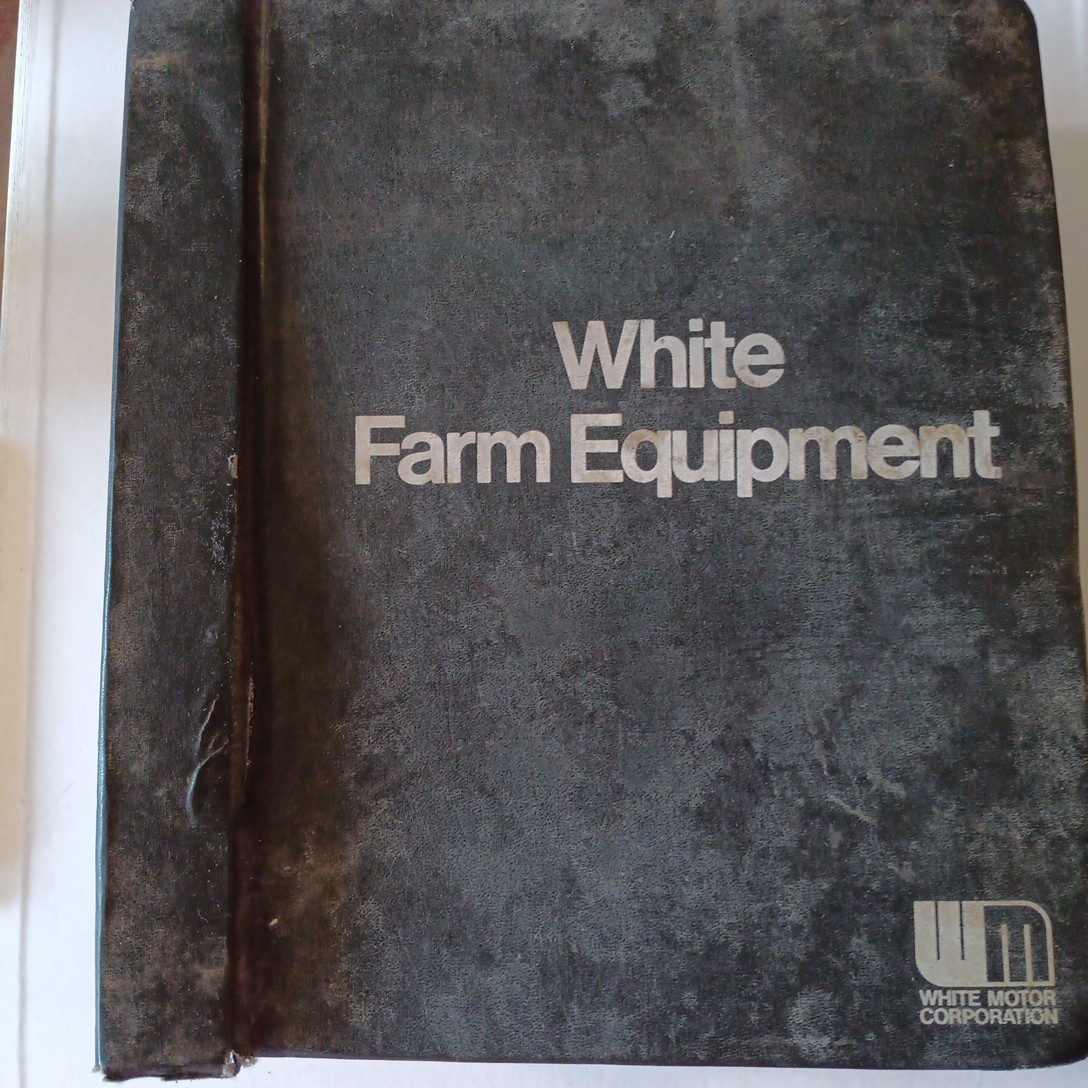 White
Farm Equipment
WM
WHITE MOTOR
CORPORATION